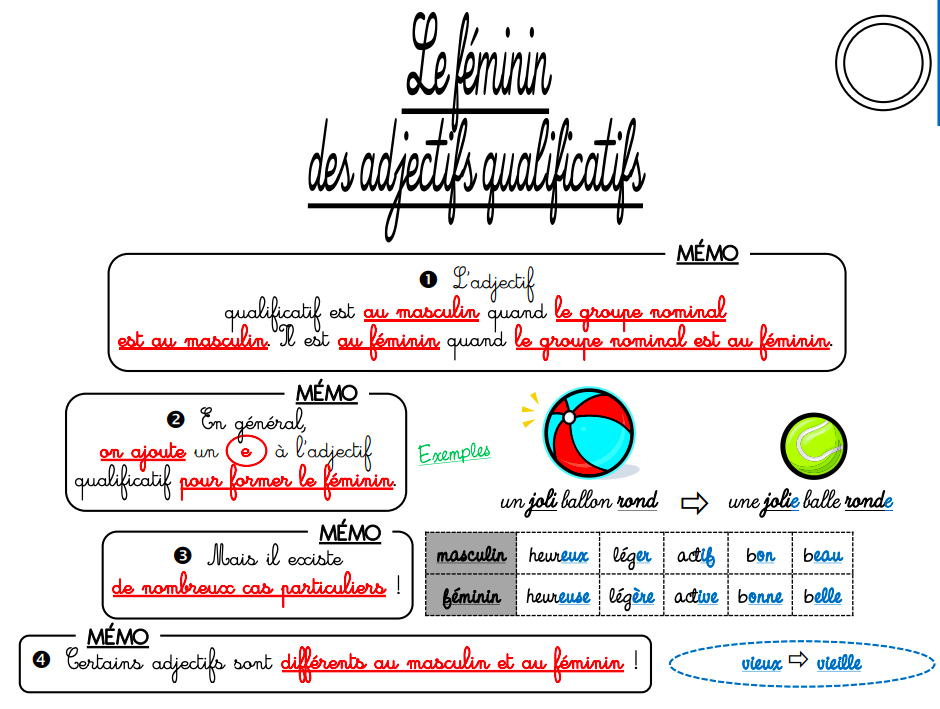 Le féminin
des adjectifs qualificatifs
MÉMO
❶ L'adjectif
qualificatif est au masculin quand le groupe nominal
est au masculin. Il est au féminin quand le groupe nominal est au féminin.
MÉMO
❷ En général,
on ajoute un e à l'adjectif
qualificatif pour former le féminin.
Exemples
un joli ballon rond ⇨ une jolie balle ronde
MÉMO
❸ Mais il existe
de nombreux cas particuliers !
masculin heureux léger actif bon beau
féminin heureuse légère active bonne belle
MÉMO
❹ Certains adjectifs sont différents au masculin et au féminin !
vieux ⇨ vieille